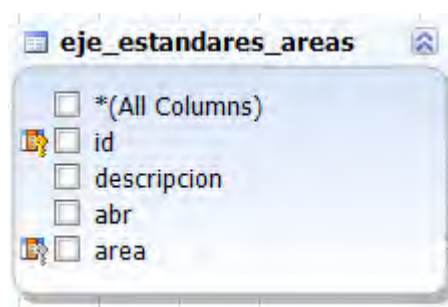 eje_estandares_areas
*(All Columns)
id
descripcion
abr
area